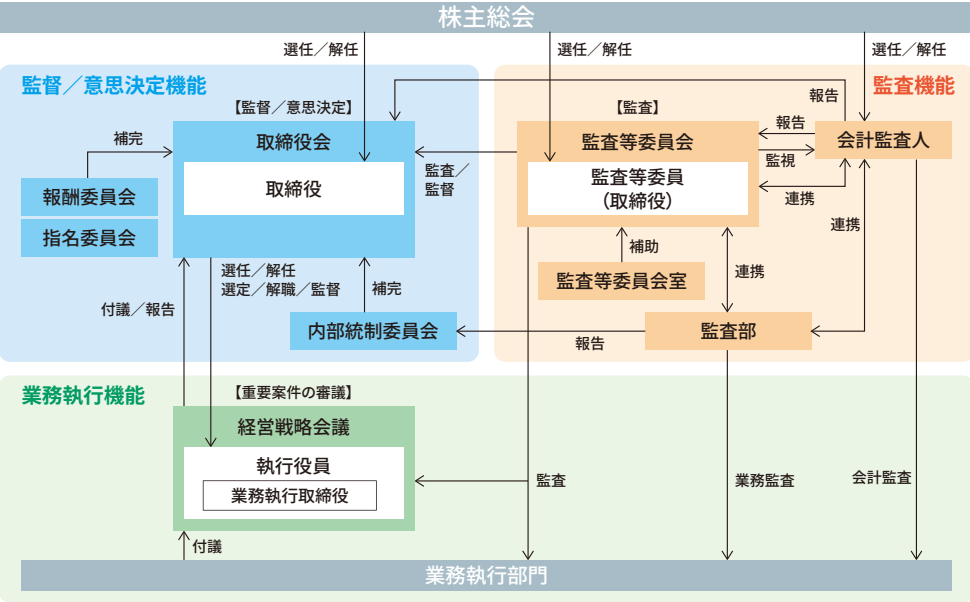 株主総会
選任／解任
選任／解任
選任／解任
監督／意思決定機能
監査機能
【監督／意思決定】
【監査】
報告
取締役会
取締役
補完
報酬委員会
指名委員会
監査／
監督
監査等委員会
監査等委員
（取締役）
報告
監視
会計監査人
連携
連携
補助
監査等委員会室
連携
選任／解任
選定／解職／監督
付議／報告
補完
内部統制委員会
報告
監査部
業務執行機能
【重要案件の審議】
経営戦略会議
執行役員
業務執行取締役
監査
業務監査
会計監査
付議
業務執行部門